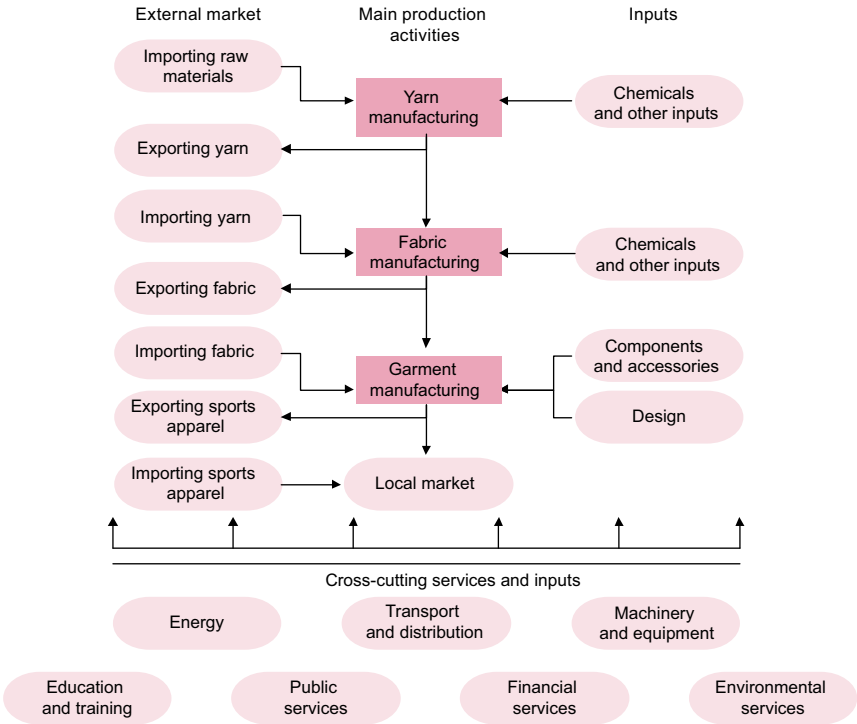 External market
Main production
activities
Inputs
Importing raw
materials
Yarn
manufacturing
Chemicals
and other inputs
Exporting yarn
Importing yarn
Fabric
manufacturing
Chemicals
and other inputs
Exporting fabric
Importing fabric
Garment
manufacturing
Components
and accessories
Exporting sports
apparel
Design
Importing sports
apparel
Local market
Cross-cutting services and inputs
Energy
Transport
and distribution
Machinery
and equipment
Education
and training
Public
services
Financial
services
Environmental
services